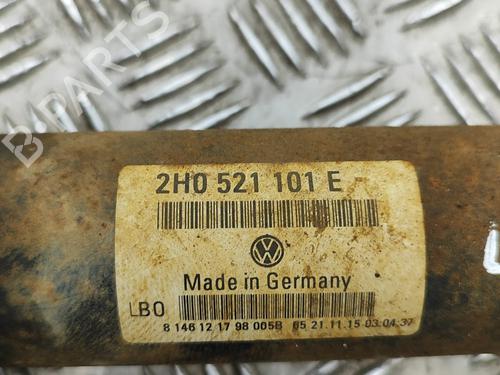 B-PARTS
2H0 521 101 E
Made in Germany
LBO
8 146 12 17 98 005B 65 21.11.15 03:04:37